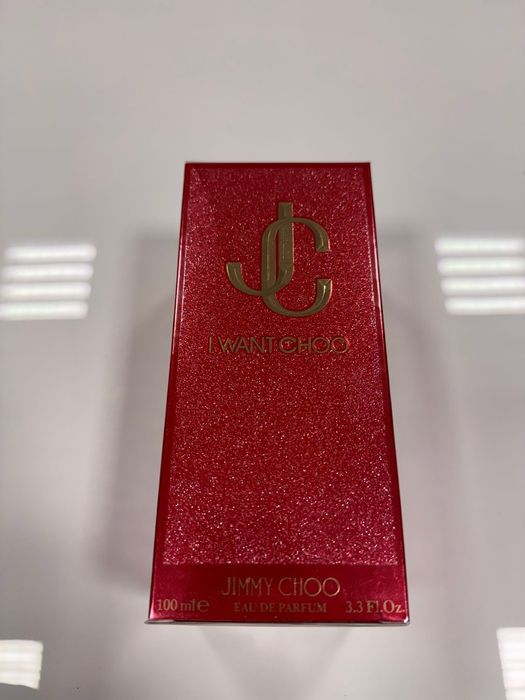 JC
I WANT CHOO
JIMMY CHOO
100 ml e EAU DE PARFUM 3.3 Fl.Oz.